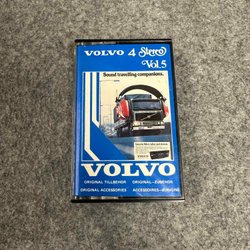 VOLVO 4 Stereo
Vol.5
Sound travelling companions.
VOLVO
ORIGINAL TILLBEHÖR ORIGINAL-ZUBEHÖR
ORIGINAL ACCESSORIES ACCESSOIRES-D'ORIGINE